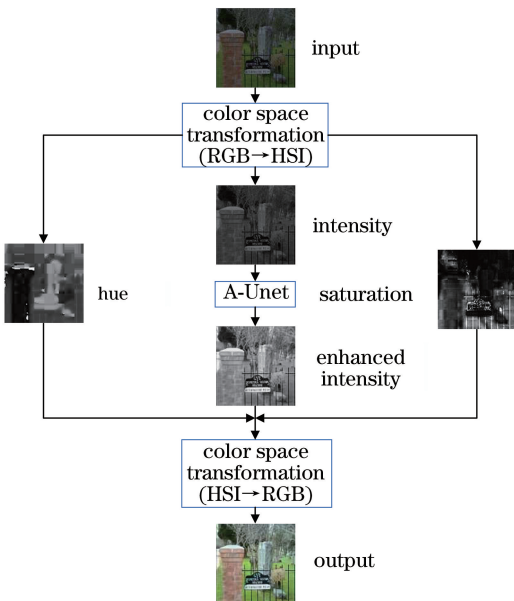 input
color space
transformation
(RGB→HSI)
intensity
hue
A-Unet
saturation
enhanced
intensity
color space
transformation
(HSI→RGB)
output